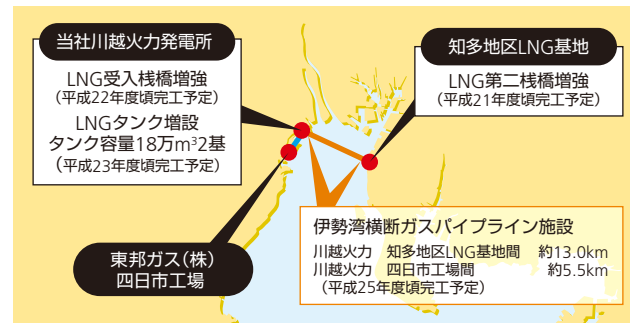 当社川越火力発電所
LNG受入桟橋増強
（平成22年度頃完工予定）
LNGタンク増設
タンク容量18万m³2基
（平成23年度頃完工予定）
知多地区LNG基地
LNG第二桟橋増強
（平成21年度頃完工予定）
東邦ガス（株）
四日市工場
伊勢湾横断ガスパイプライン施設
川越火力　知多地区LNG基地間　約13.0km
川越火力　四日市工場間　約5.5km
（平成25年度頃完工予定）